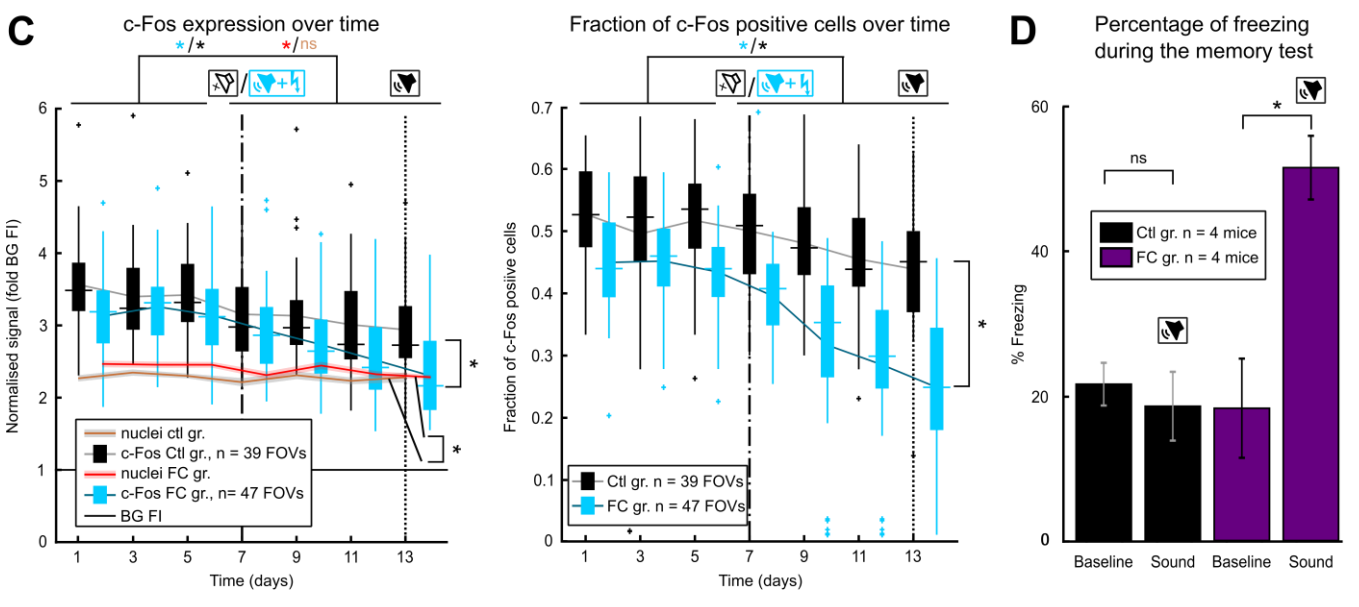 C
c-Fos expression over time
*/* */ns
/ +
Normalised signal (fold BG FI)
6
5
4
3
2
1
0
*
*
nuclei ctl gr.
c-Fos Ctl gr., n = 39 FOVs
nuclei FC gr.
c-Fos FC gr., n= 47 FOVs
BG FI
1 3 5 7 9 11 13
Time (days)
Fraction of c-Fos positive cells over time
*/*
/ +
Fraction of c-Fos positive cells
0.7
0.6
0.5
0.4
0.3
0.2
0.1
0
*
Ctl gr. n = 39 FOVs
FC gr. n = 47 FOVs
1 3 5 7 9 11 13
Time (days)
D
Percentage of freezing
during the memory test
% Freezing
60
40
20
0
*
ns
Ctl gr. n = 4 mice
FC gr. n = 4 mice
Baseline Sound Baseline Sound